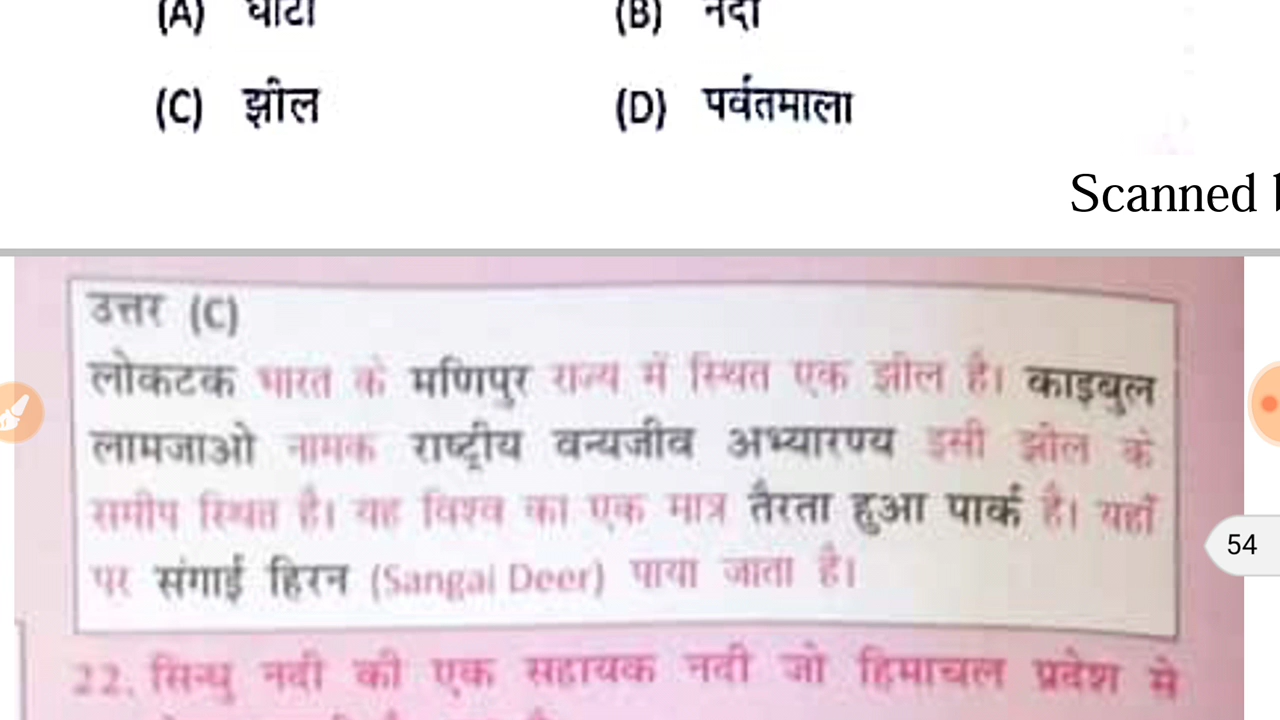 (A) घाटी (B) नदी
(C) झील (D) पर्वतमाला
Scanned
उत्तर (C)
लोकटक भारत के मणिपुर राज्य में स्थित एक झील है। काइबुल
लामजाओ नामक राष्ट्रीय वन्यजीव अभ्यारण्य इसी झील के
समीप स्थित है। यह विश्व का एक मात्र तैरता हुआ पार्क है। यहाँ
पर संगाई हिरन (Sangai Deer) पाया जाता है।
54
22. सिन्धु नदी की एक सहायक नदी जो हिमाचल प्रदेश मे